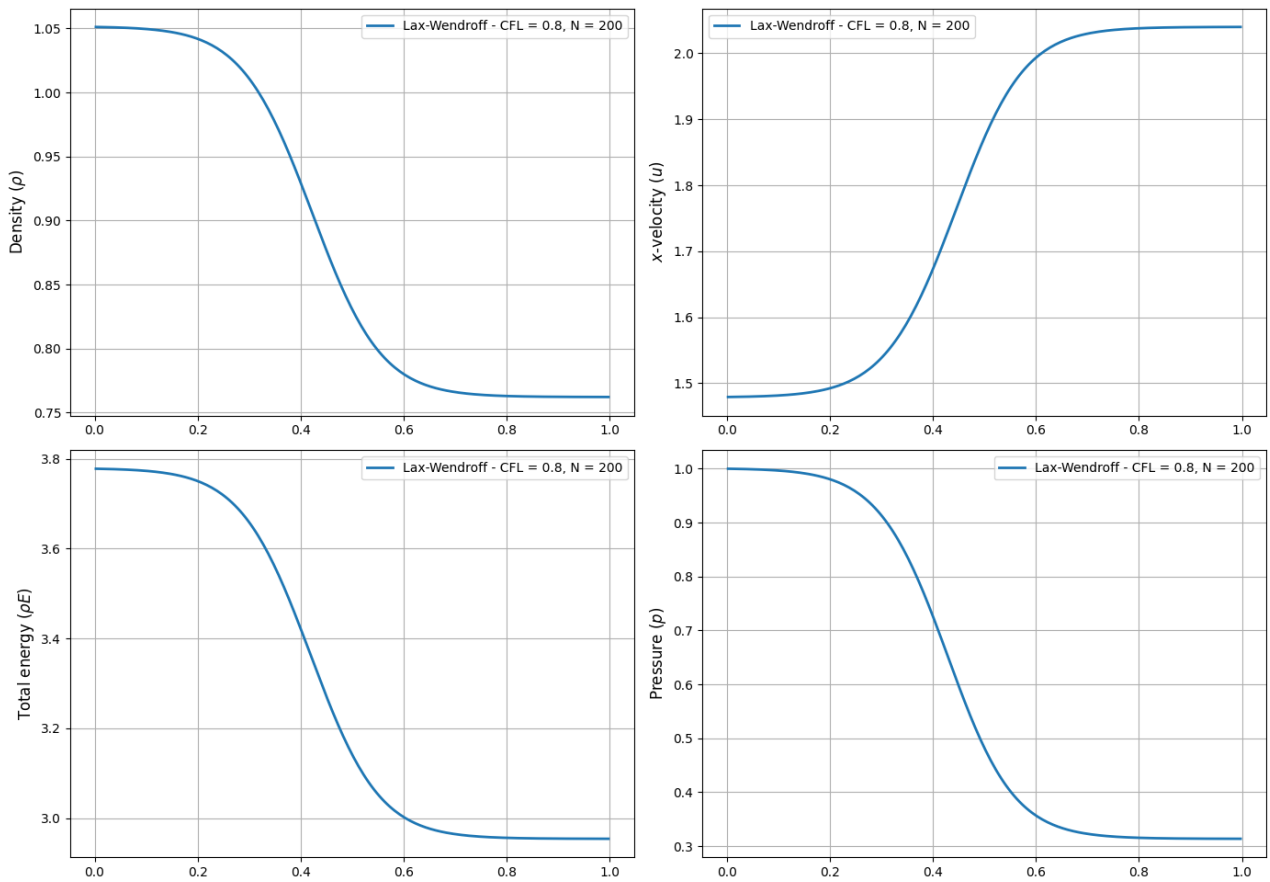 Lax-Wendroff - CFL = 0.8, N = 200
Density (ρ)
1.05
1.00
0.95
0.90
0.85
0.80
0.75
0.0 0.2 0.4 0.6 0.8 1.0
Lax-Wendroff - CFL = 0.8, N = 200
x-velocity (u)
2.0
1.9
1.8
1.7
1.6
1.5
0.0 0.2 0.4 0.6 0.8 1.0
Lax-Wendroff - CFL = 0.8, N = 200
Total energy (ρE)
3.8
3.6
3.4
3.2
3.0
0.0 0.2 0.4 0.6 0.8 1.0
Lax-Wendroff - CFL = 0.8, N = 200
Pressure (p)
1.0
0.9
0.8
0.7
0.6
0.5
0.4
0.3
0.0 0.2 0.4 0.6 0.8 1.0